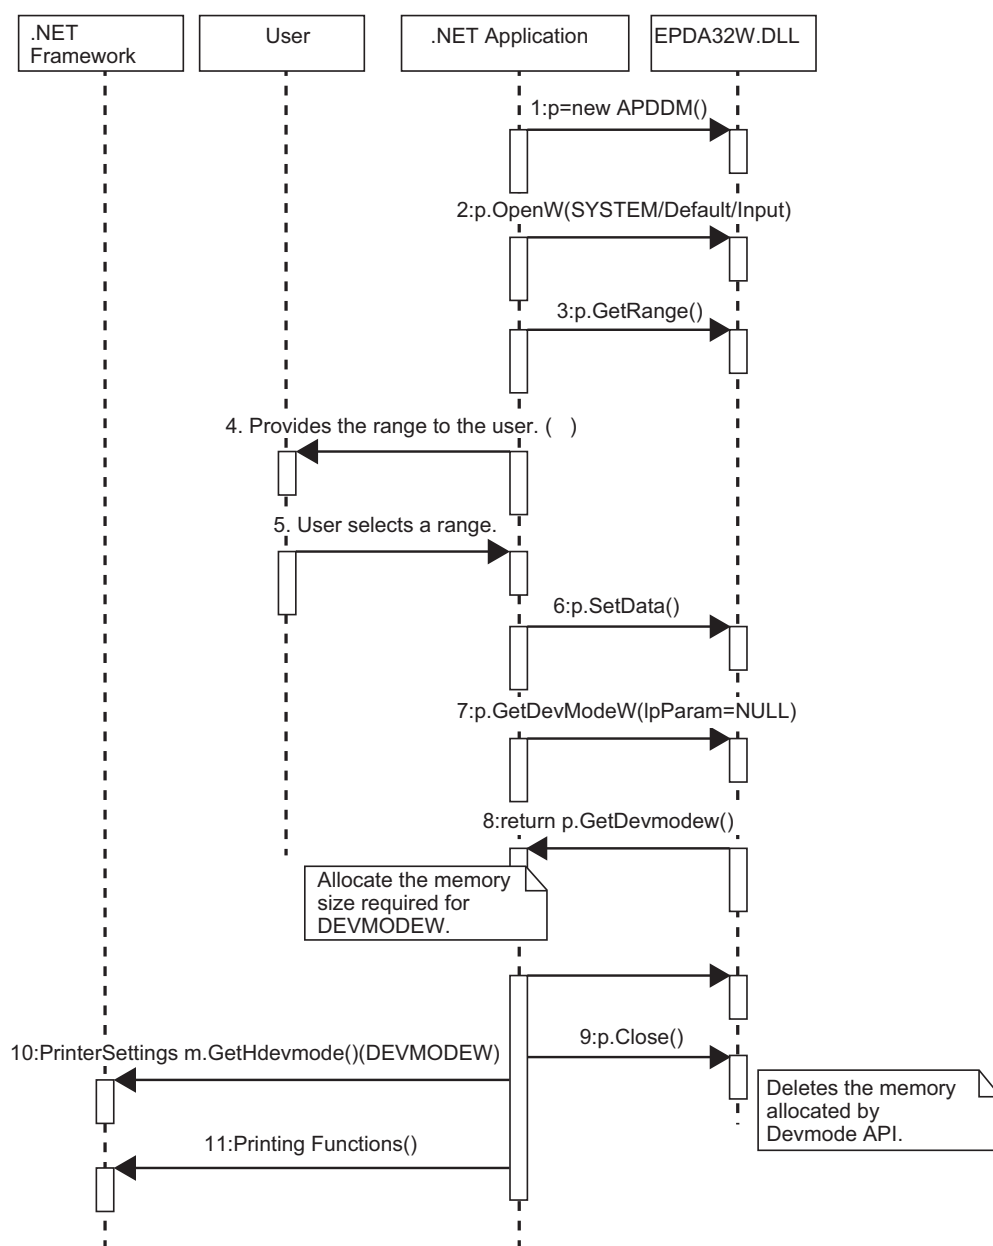 .NET
Framework
User
.NET Application
EPDA32W.DLL
1:p=new APDDM()
2:p.OpenW(SYSTEM/Default/Input)
3:p.GetRange()
4. Provides the range to the user. (   )
5. User selects a range.
6:p.SetData()
7:p.GetDevModeW(lpParam=NULL)
8:return p.GetDevmodew()
Allocate the memory
size required for
DEVMODEW.
9:p.Close()
10:PrinterSettings m.GetHdevmode()(DEVMODEW)
Deletes the memory
allocated by
Devmode API.
11:Printing Functions()